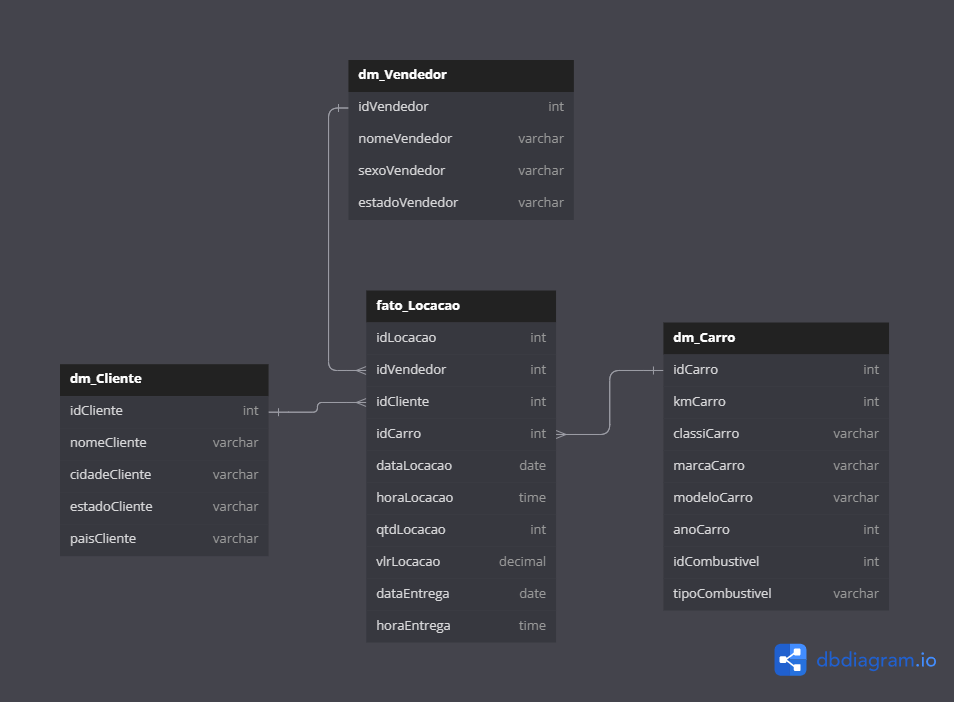 dm_Vendedor
idVendedor int
nomeVendedor varchar
sexoVendedor varchar
estadoVendedor varchar
fato_Locacao
idLocacao int
idVendedor int
idCliente int
idCarro int
dataLocacao date
horaLocacao time
qtdLocacao int
vlrLocacao decimal
dataEntrega date
horaEntrega time
dm_Cliente
idCliente int
nomeCliente varchar
cidadeCliente varchar
estadoCliente varchar
paisCliente varchar
dm_Carro
idCarro int
kmCarro int
classiCarro varchar
marcaCarro varchar
modeloCarro varchar
anoCarro int
idCombustivel int
tipoCombustivel varchar
dbdiagram.io